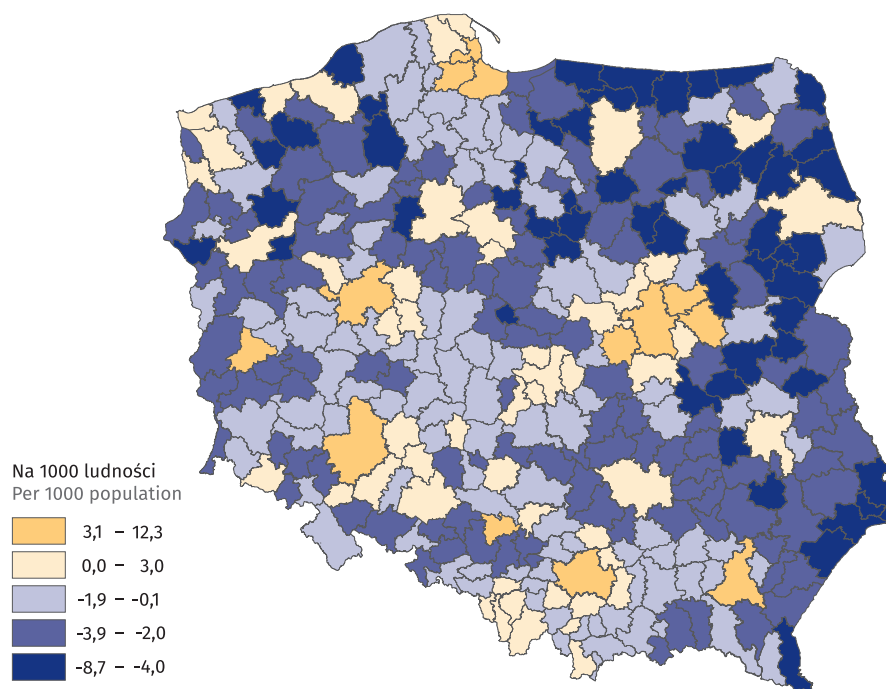 Na 1000 ludności
Per 1000 population
3,1 – 12,3
0,0 – 3,0
-1,9 – -0,1
-3,9 – -2,0
-8,7 – -4,0